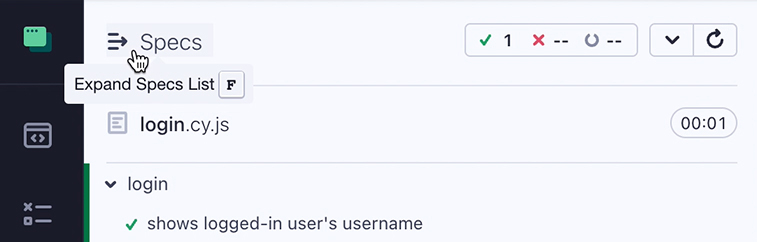 Specs
1 -- --
Expand Specs List F
login.cy.js
00:01
login
shows logged-in user's username